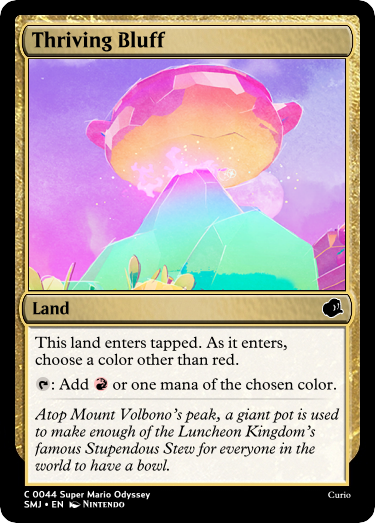 Thriving Bluff
Land
This land enters tapped. As it enters,
choose a color other than red.
: Add or one mana of the chosen color.
Atop Mount Volbono's peak, a giant pot is used
to make enough of the Luncheon Kingdom's
famous Stupendous Stew for everyone in the
world to have a bowl.
C 0044 Super Mario Odyssey
SMJ • EN Nintendo
Curio